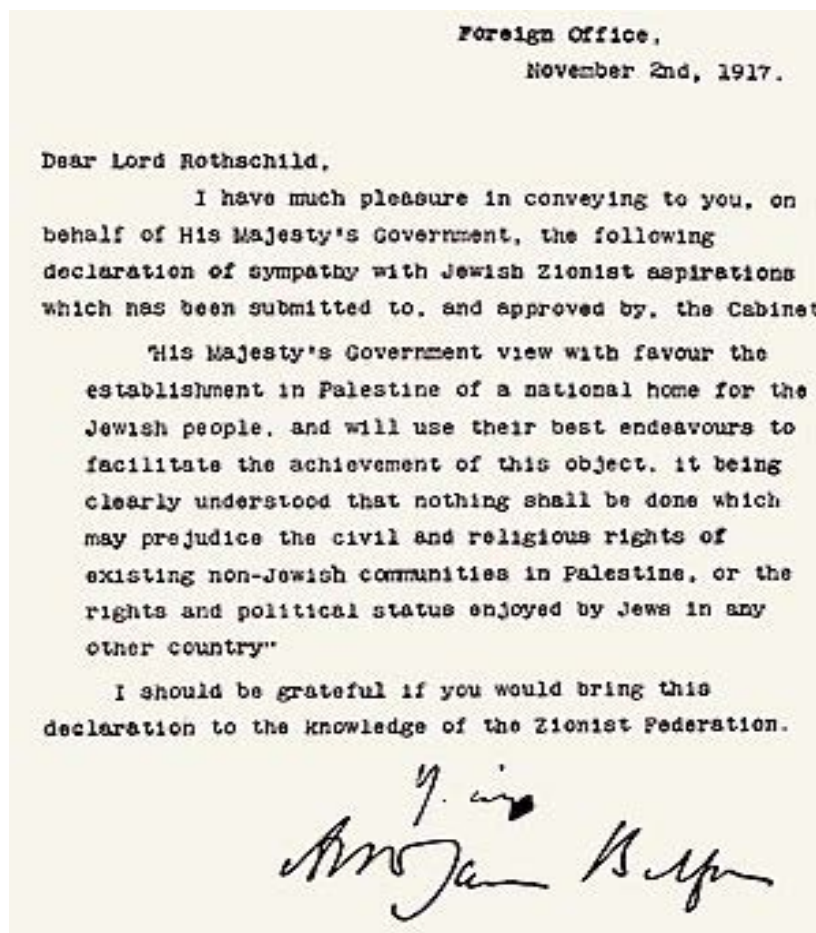 Foreign Office,
November 2nd, 1917.
Dear Lord Rothschild,
I have much pleasure in conveying to you, on
behalf of His Majesty's Government, the following
declaration of sympathy with Jewish Zionist aspirations
which has been submitted to, and approved by, the Cabinet
"His Majesty's Government view with favour the
establishment in Palestine of a national home for the
Jewish people, and will use their best endeavours to
facilitate the achievement of this object, it being
clearly understood that nothing shall be done which
may prejudice the civil and religious rights of
existing non-Jewish communities in Palestine, or the
rights and political status enjoyed by Jews in any
other country"
I should be grateful if you would bring this
declaration to the knowledge of the Zionist Federation.
Arthur James Balfour